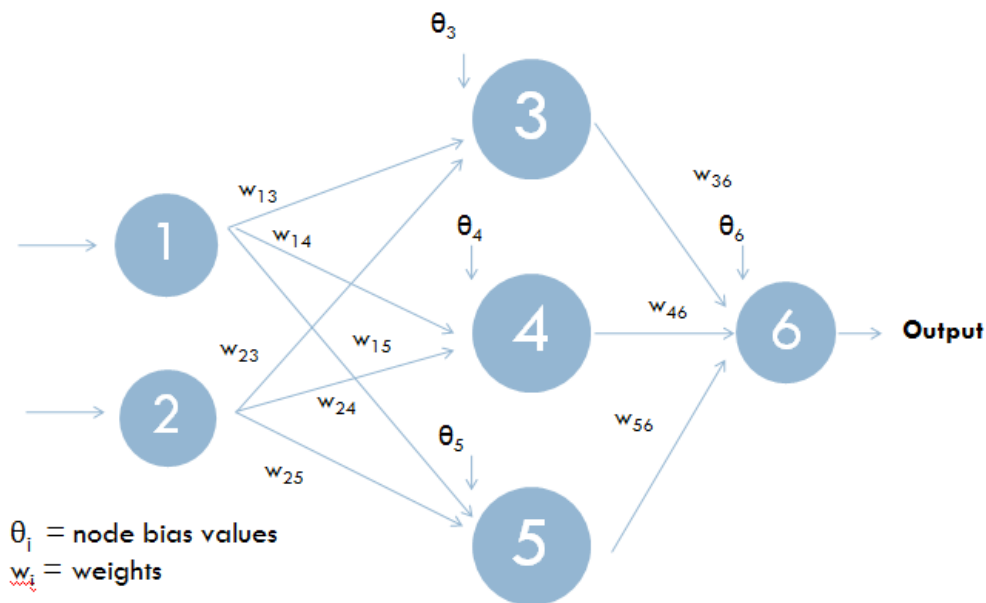 θ3
3
w13
w36
1
w14
θ4
θ6
4
w46
6
Output
w23
w15
2
w24
w56
θ5
w25
5
θi = node bias values
wi = weights